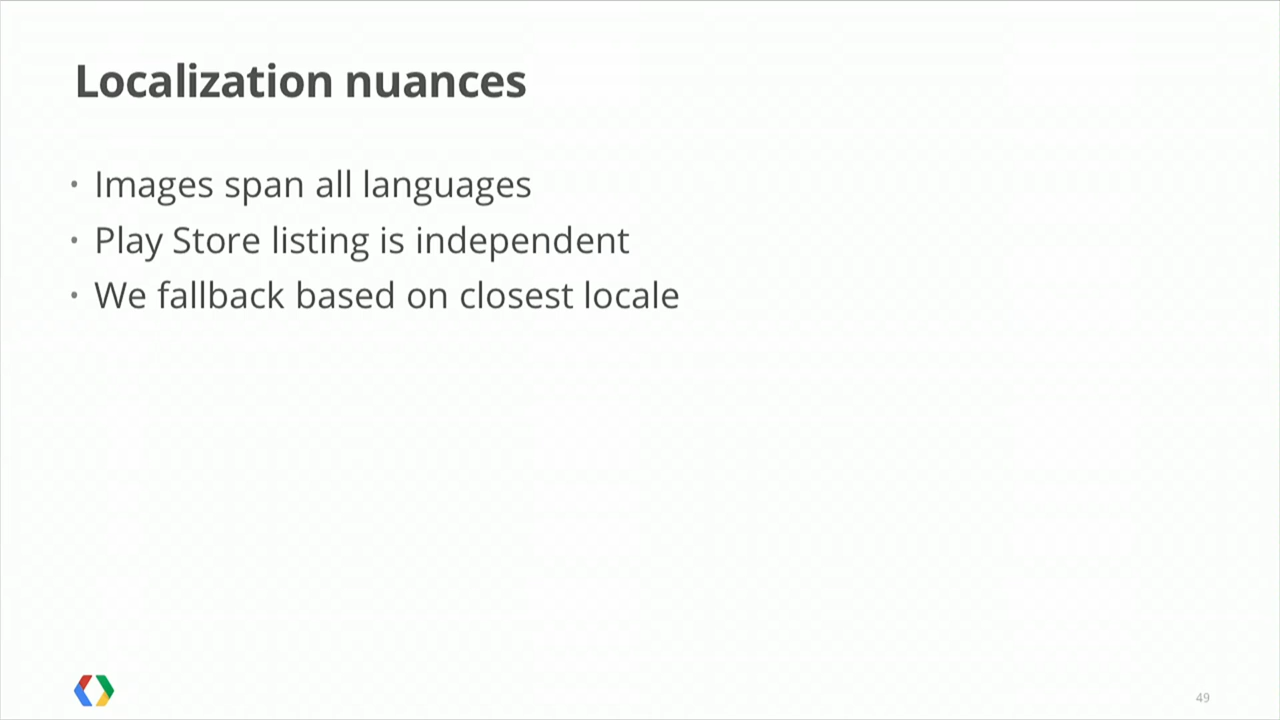 Localization nuances
• Images span all languages
• Play Store listing is independent
• We fallback based on closest locale
49